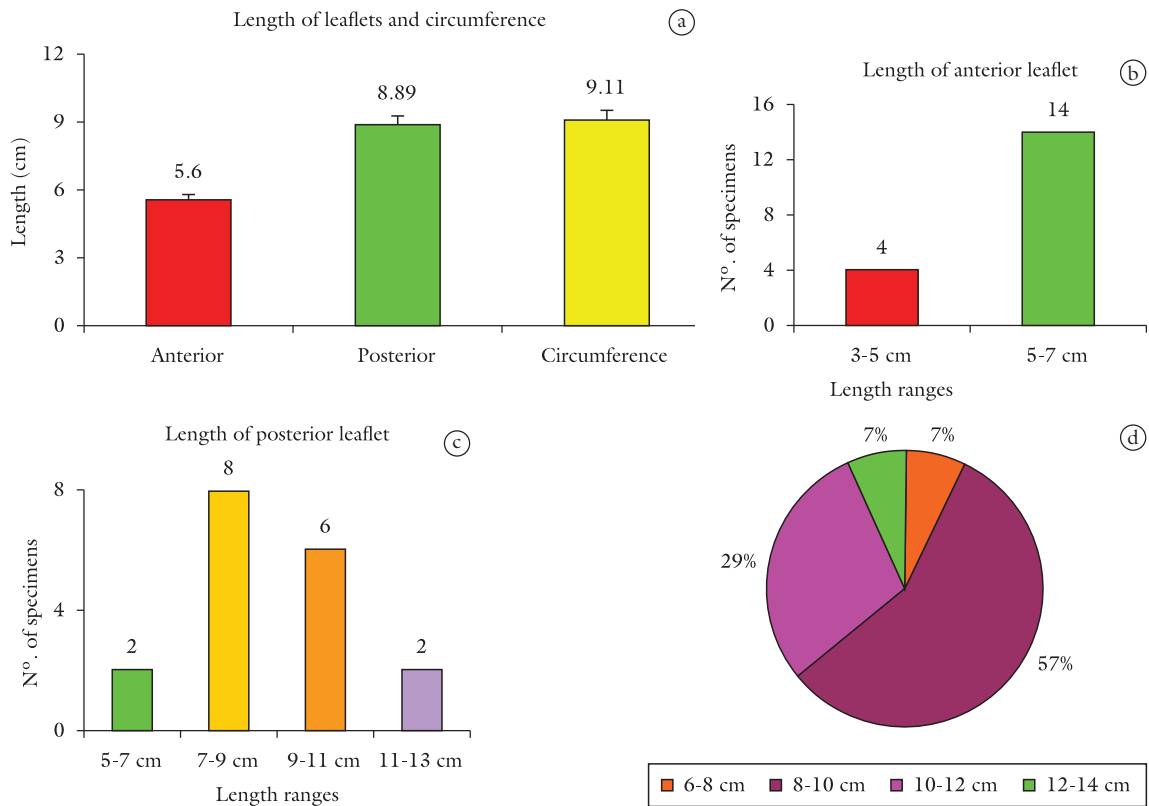 Length of leaflets and circumference
a
12
9
6
3
0
Length (cm)
5.6
8.89
9.11
Anterior
Posterior
Circumference
Length of anterior leaflet
b
16
12
8
4
0
Nº. of specimens
4
14
3-5 cm
5-7 cm
Length ranges
Length of posterior leaflet
c
8
4
0
Nº. of specimens
2
8
6
2
5-7 cm
7-9 cm
9-11 cm
11-13 cm
Length ranges
d
7%
7%
29%
57%
6-8 cm
8-10 cm
10-12 cm
12-14 cm